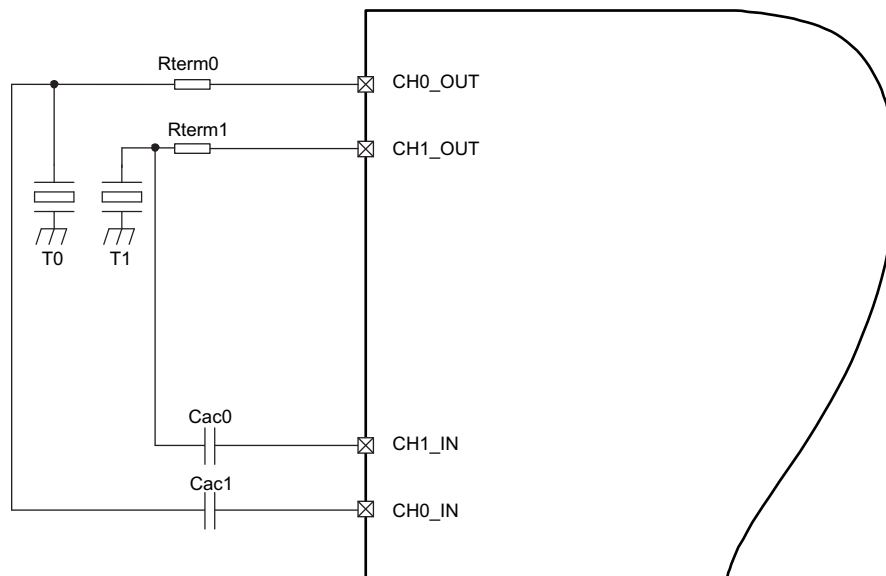 Rterm0
CH0_OUT
Rterm1
CH1_OUT
T0
T1
Cac0
CH1_IN
Cac1
CH0_IN